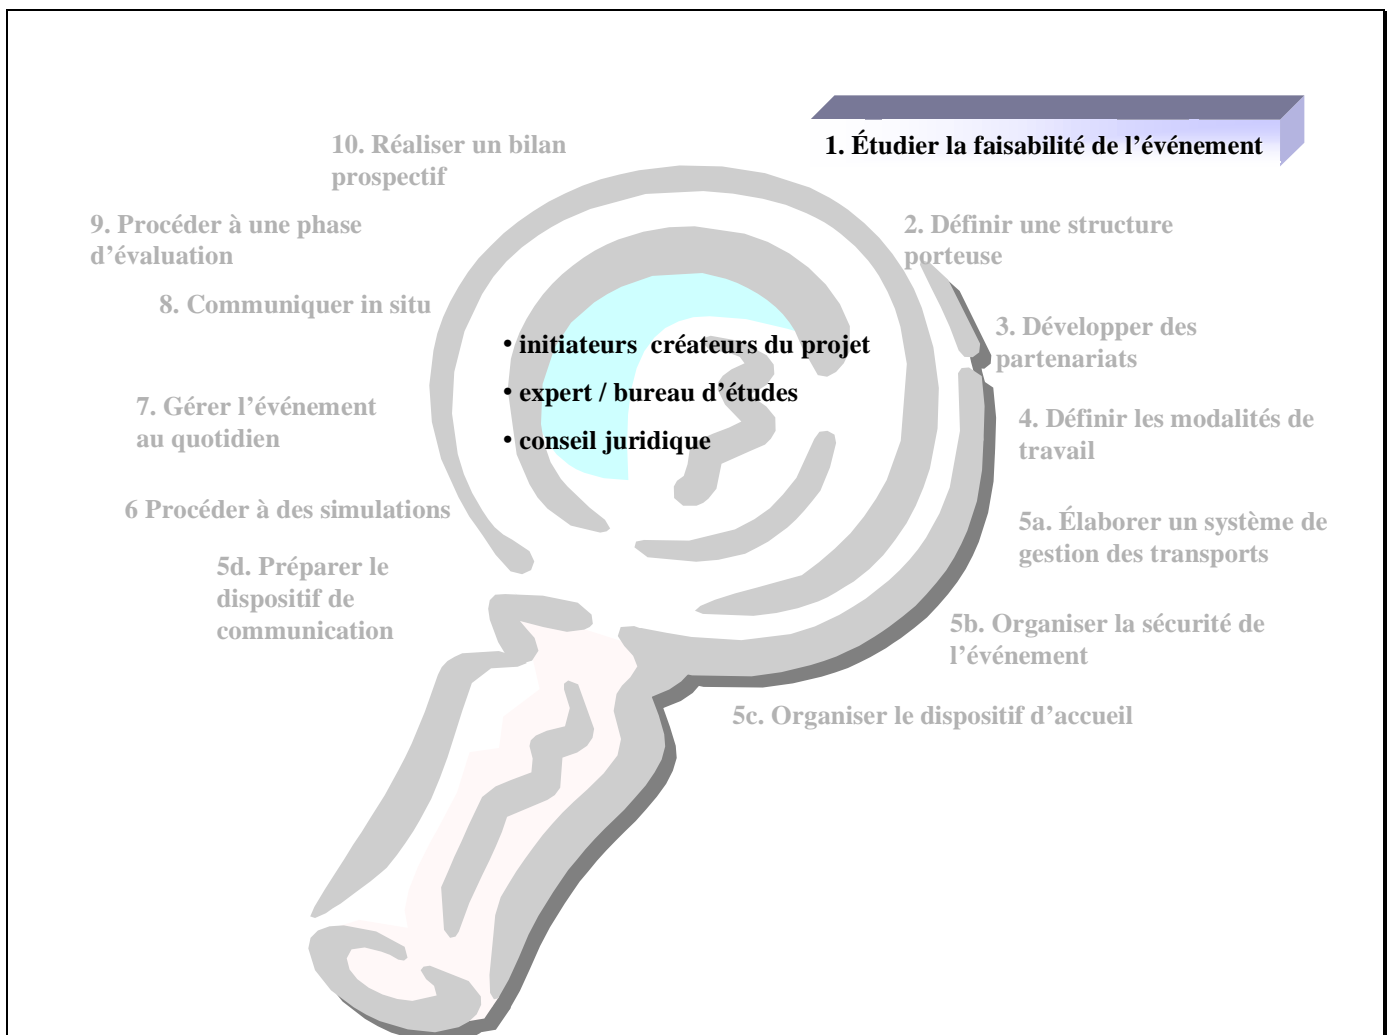 1. Étudier la faisabilité de l’événement
2. Définir une structure
porteuse
3. Développer des
partenariats
4. Définir les modalités de
travail
5a. Élaborer un système de
gestion des transports
5b. Organiser la sécurité de
l’événement
5c. Organiser le dispositif d’accueil
5d. Préparer le
dispositif de
communication
6 Procéder à des simulations
7. Gérer l’événement
au quotidien
8. Communiquer in situ
9. Procéder à une phase
d’évaluation
10. Réaliser un bilan
prospectif
• initiateurs  créateurs du projet
• expert / bureau d’études
• conseil juridique